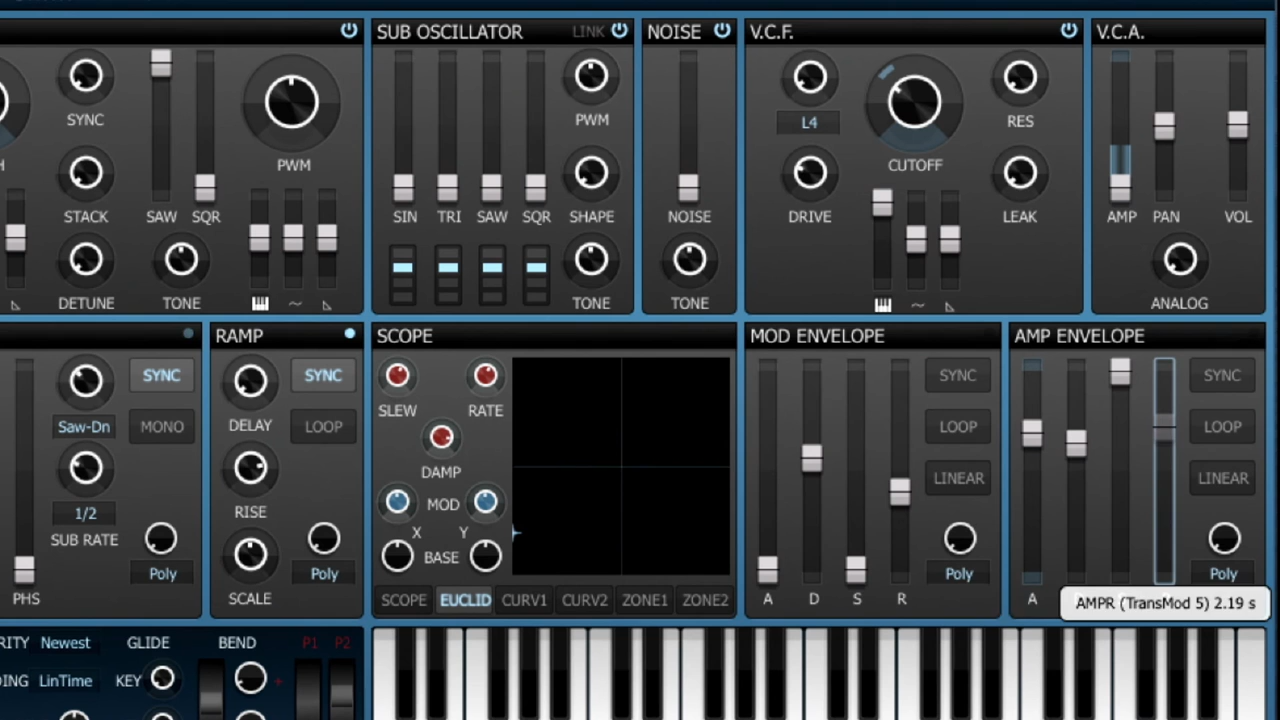 SUB OSCILLATOR LINK NOISE V.C.F. V.C.A.
SYNC PWM RES
L4
PWM CUTOFF
STACK SAW SQR SIN TRI SAW SQR SHAPE NOISE DRIVE LEAK AMP PAN VOL
DETUNE TONE TONE TONE ANALOG
RAMP SCOPE MOD ENVELOPE AMP ENVELOPE
SYNC SYNC SYNC SYNC
SLEW RATE
Saw-Dn MONO DELAY LOOP LOOP LOOP
DAMP LINEAR LINEAR
MOD
1/2 RISE
SUB RATE X Y
BASE
Poly Poly Poly Poly
PHS SCALE SCOPE EUCLID CURV1 CURV2 ZONE1 ZONE2 A D S R A
AMPR (TransMod 5) 2.19 s
RITY Newest GLIDE BEND P1 P2
ING LinTime KEY